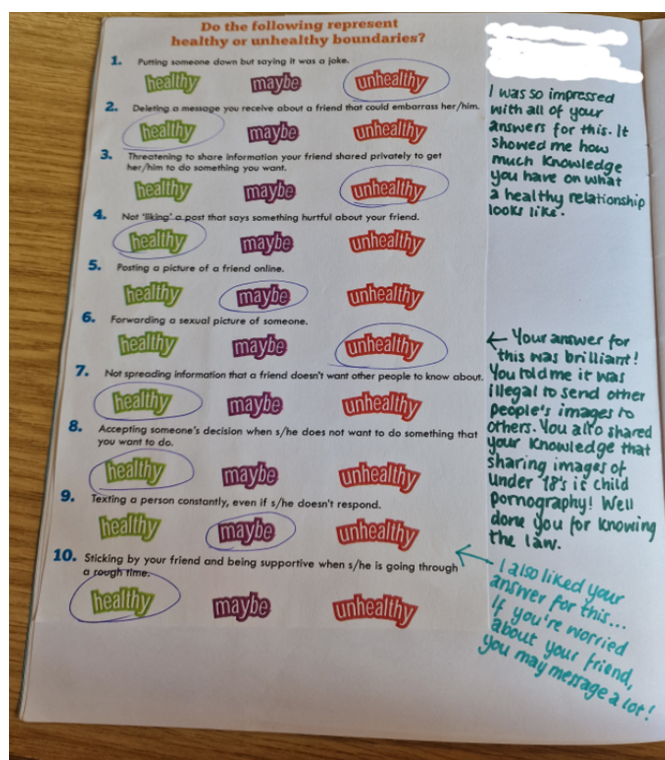 Do the following represent
healthy or unhealthy boundaries?
1. Putting someone down but saying it was a joke.
healthy maybe unhealthy
2. Deleting a message you receive about a friend that could embarrass her/him.
healthy maybe unhealthy
3. Threatening to share information your friend shared privately to get
her/him to do something you want.
healthy maybe unhealthy
4. Not 'liking' a post that says something hurtful about your friend.
healthy maybe unhealthy
5. Posting a picture of a friend online.
healthy maybe unhealthy
6. Forwarding a sexual picture of someone.
healthy maybe unhealthy
7. Not spreading information that a friend doesn't want other people to know about.
healthy maybe unhealthy
8. Accepting someone's decision when s/he does not want to do something that
you want to do.
healthy maybe unhealthy
9. Texting a person constantly, even if s/he doesn't respond.
healthy maybe unhealthy
10. Sticking by your friend and being supportive when s/he is going through
a rough time.
healthy maybe unhealthy
I was so impressed
with all of your
answers for this. It
showed me how
much knowledge
you have on what
a healthy relationship
looks like.
← Your answer for
this was brilliant!
You told me it was
illegal to send other
people's images to
others. You also shared
your knowledge that
sharing images of
under 18's is child
pornography! Well
done you for knowing
the law.
I also liked your
answer for this...
If you're worried
about your friend,
you may message a lot!